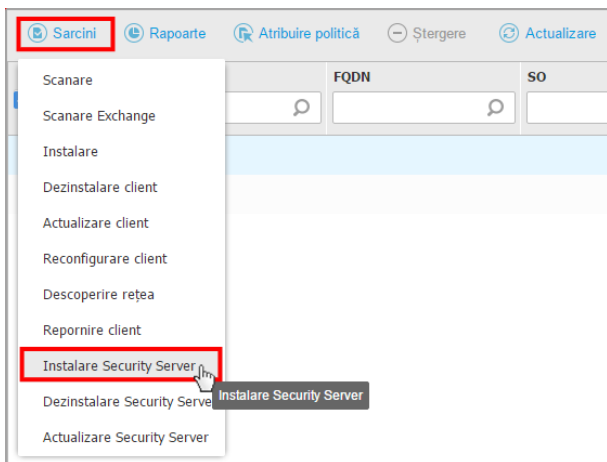 Sarcini Rapoarte Atribuire politică Ștergere Actualizare
FQDN SO
Scanare
Scanare Exchange
Instalare
Dezinstalare client
Actualizare client
Reconfigurare client
Descoperire rețea
Repornire client
Instalare Security Server
Instalare Security Server
Dezinstalare Security Serve
Actualizare Security Server